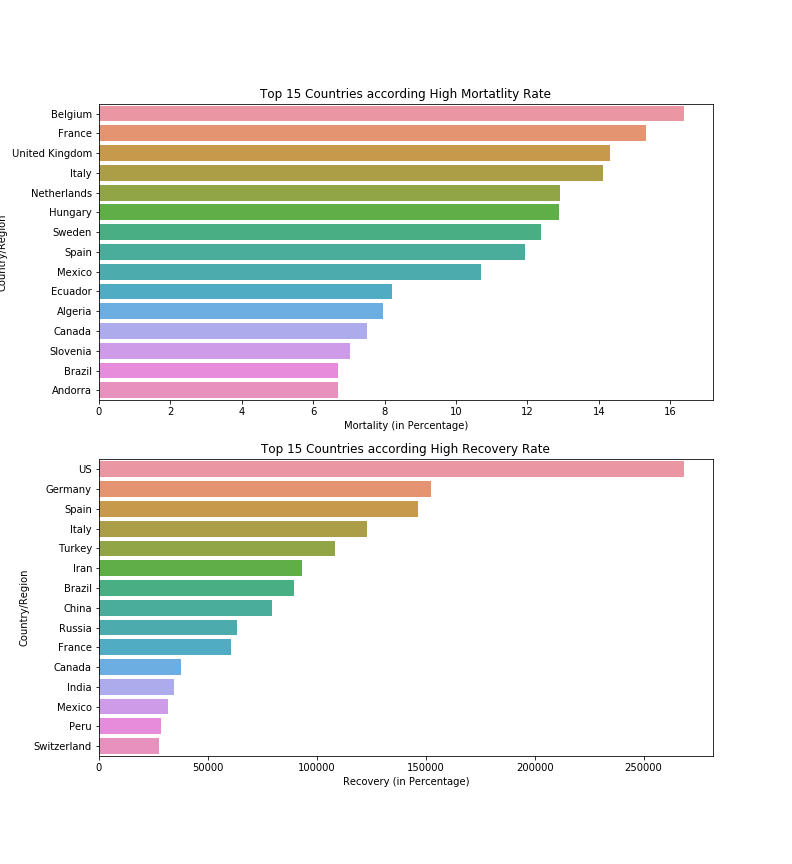 Top 15 Countries according High Mortatlity Rate
Country/Region
Belgium
France
United Kingdom
Italy
Netherlands
Hungary
Sweden
Spain
Mexico
Ecuador
Algeria
Canada
Slovenia
Brazil
Andorra
0 2 4 6 8 10 12 14 16
Mortality (in Percentage)
Top 15 Countries according High Recovery Rate
Country/Region
US
Germany
Spain
Italy
Turkey
Iran
Brazil
China
Russia
France
Canada
India
Mexico
Peru
Switzerland
0 50000 100000 150000 200000 250000
Recovery (in Percentage)